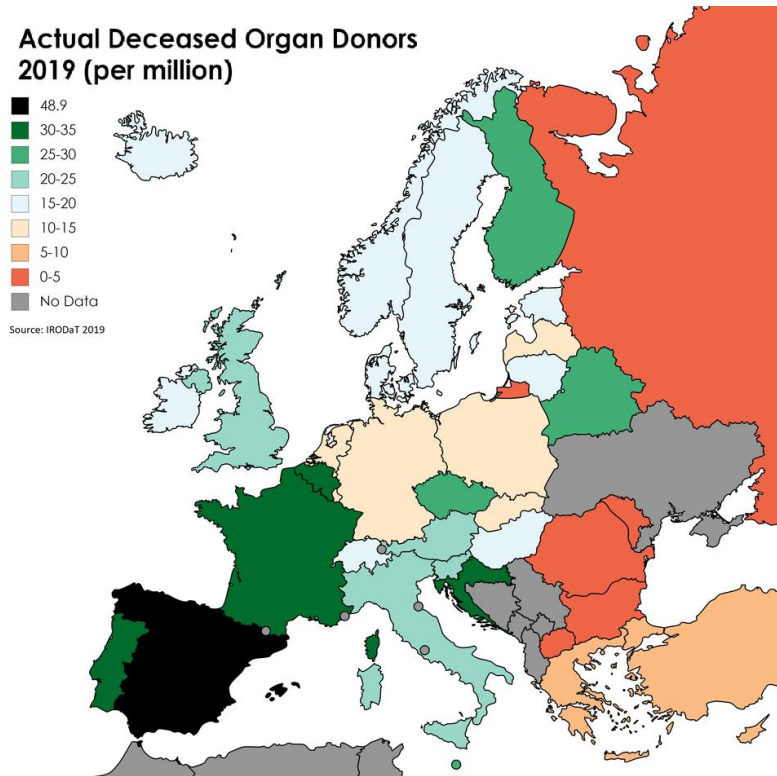 Actual Deceased Organ Donors
2019 (per million)
48.9
30-35
25-30
20-25
15-20
10-15
5-10
0-5
No Data
Source: IRODaT 2019